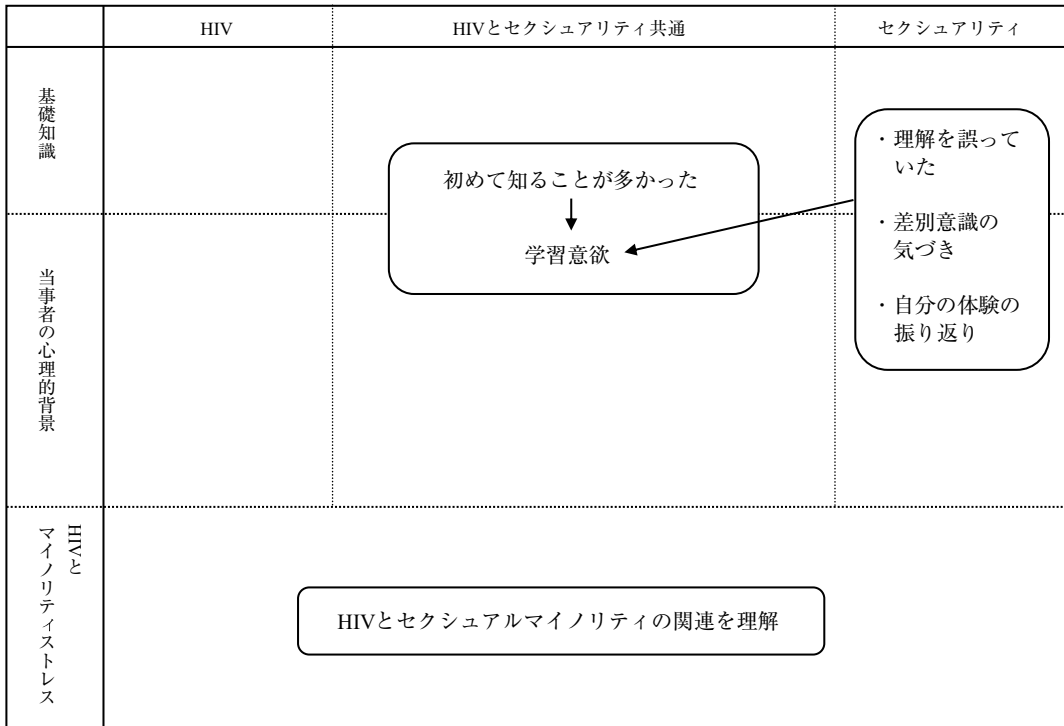 HIV
HIVとセクシュアリティ共通
セクシュアリティ
基礎知識
初めて知ることが多かった
学習意欲
・理解を誤って
いた
・差別意識の
気づき
・自分の体験の
振り返り
当事者の心理的背景
HIVと
マイノリティストレス
HIVとセクシュアルマイノリティの関連を理解